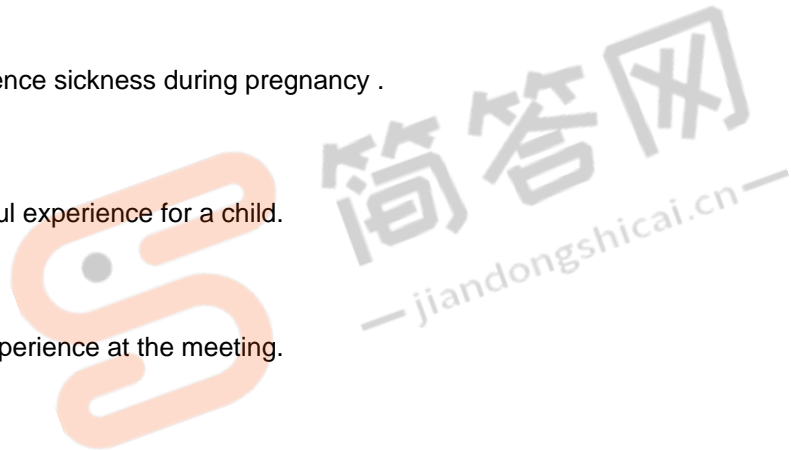 ence sickness during pregnancy .
ul experience for a child.
perience at the meeting.
简答网
jiandongshicai.cn